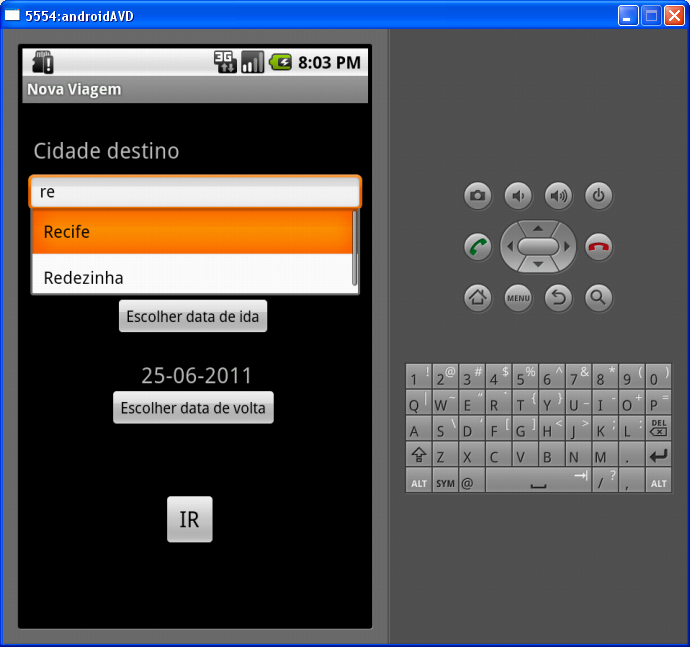 5554:androidAVD
3G 8:03 PM
Nova Viagem
Cidade destino
re
Recife
Redezinha
Escolher data de ida
25-06-2011
Escolher data de volta
IR
MENU
1 ! 2 @ 3 # 4 $ 5 % 6 ^ 7 & 8 * 9 ( 0 )
Q | W ~ E “ R ` T { Y } U _ I - O + P =
A S \ D ' F [ G ] H < J > K ; L : DEL
Z X C V B N M .
ALT SYM @ / ? , ALT